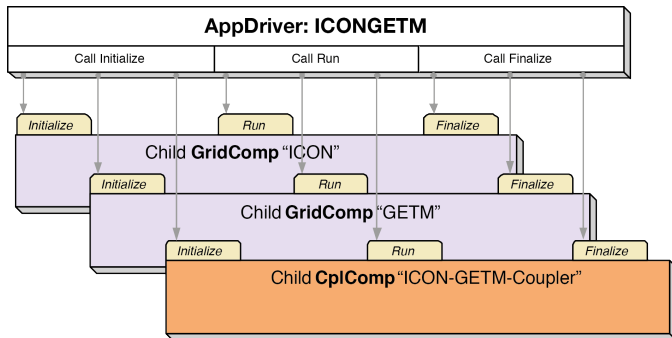 AppDriver: ICONGETM
Call Initialize Call Run Call Finalize
Initialize Run Finalize
Child GridComp “ICON”
Initialize Run Finalize
Child GridComp “GETM”
Initialize Run Finalize
Child CplComp “ICON-GETM-Coupler”